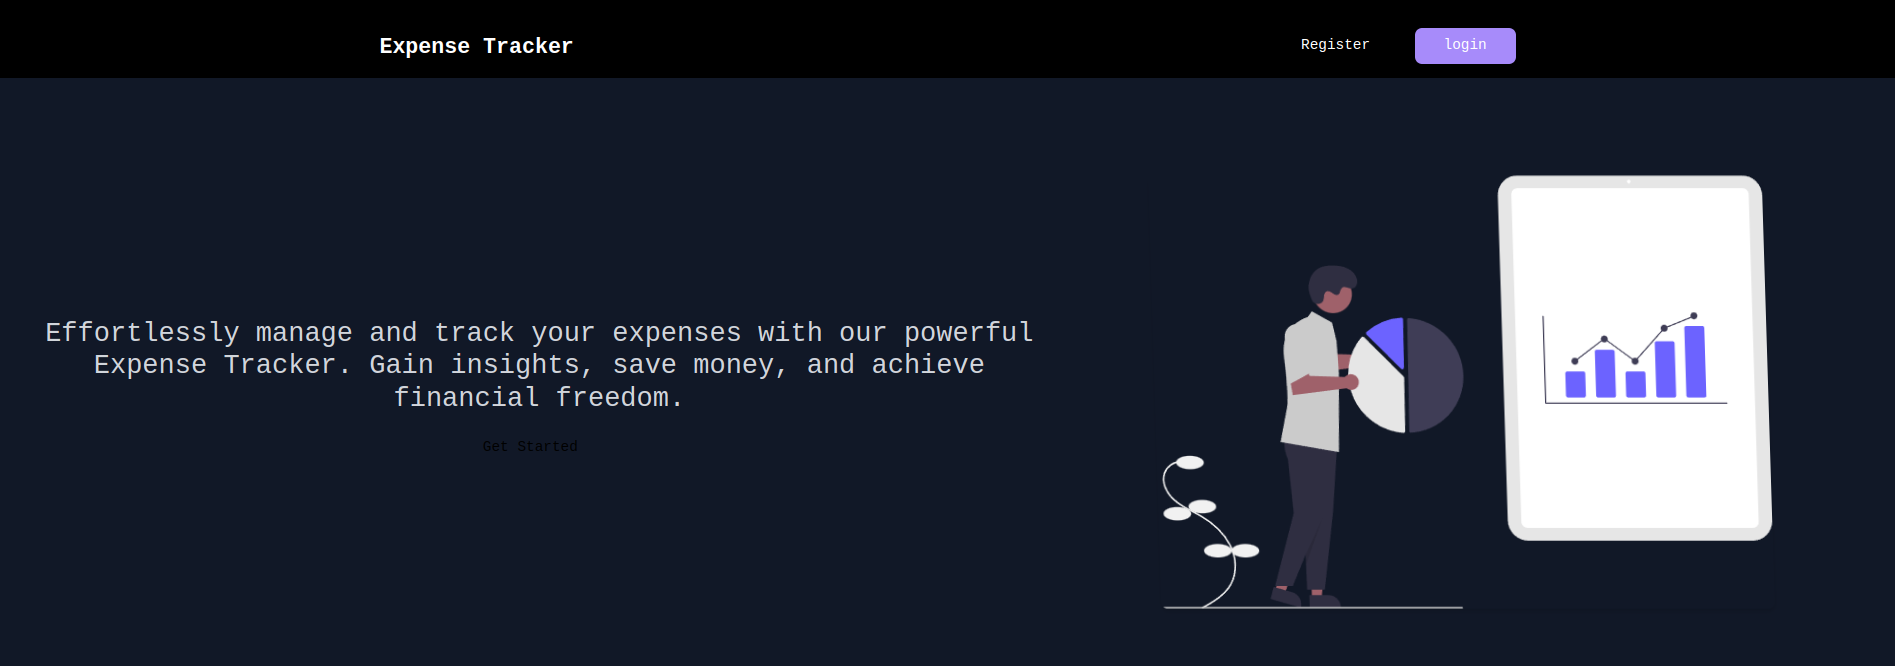 Expense Tracker
Register
login
Effortlessly manage and track your expenses with our powerful
Expense Tracker. Gain insights, save money, and achieve
financial freedom.
Get Started